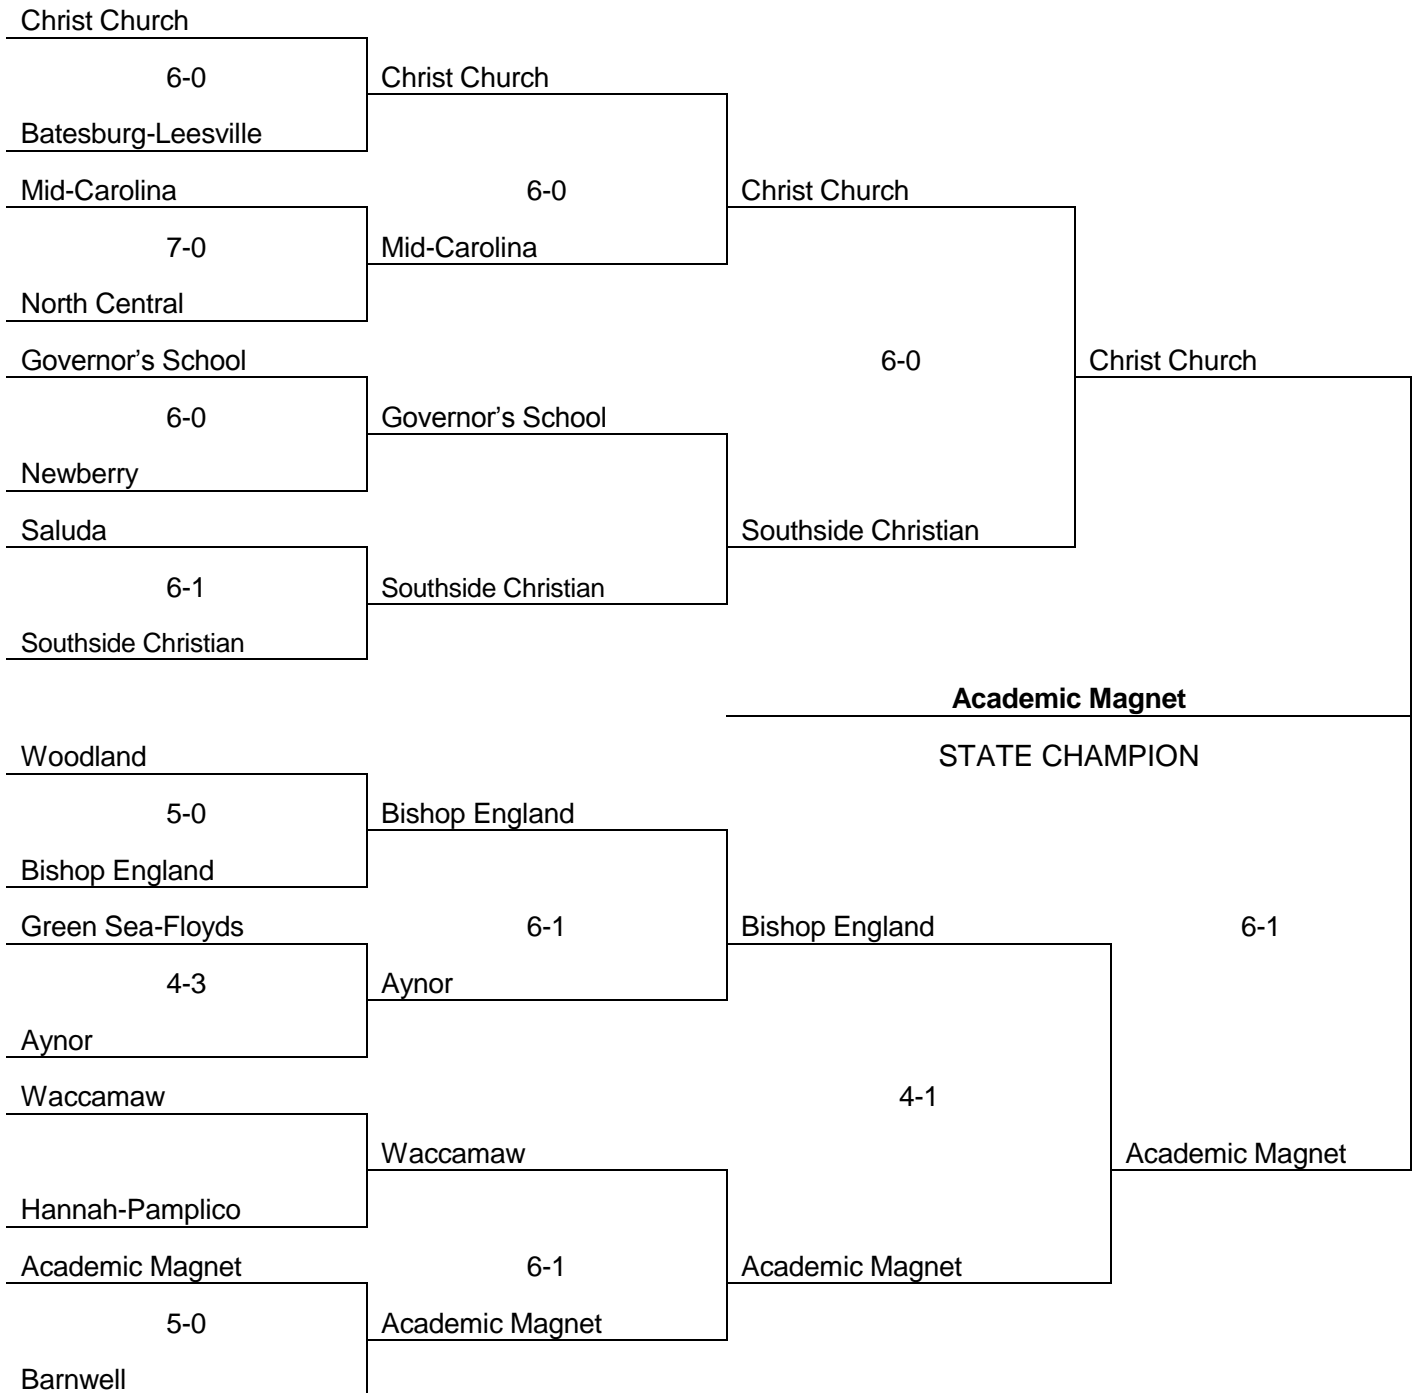 Christ Church
6-0 Christ Church
Batesburg-Leesville
Mid-Carolina 6-0 Christ Church
7-0 Mid-Carolina
North Central
Governor’s School 6-0 Christ Church
6-0 Governor’s School
Newberry
Saluda Southside Christian
6-1 Southside Christian
Southside Christian
Academic Magnet
Woodland STATE CHAMPION
5-0 Bishop England
Bishop England
Green Sea-Floyds 6-1 Bishop England 6-1
4-3 Aynor
Aynor
Waccamaw 4-1
Waccamaw Academic Magnet
Hannah-Pamplico
Academic Magnet 6-1 Academic Magnet
5-0 Academic Magnet
Barnwell